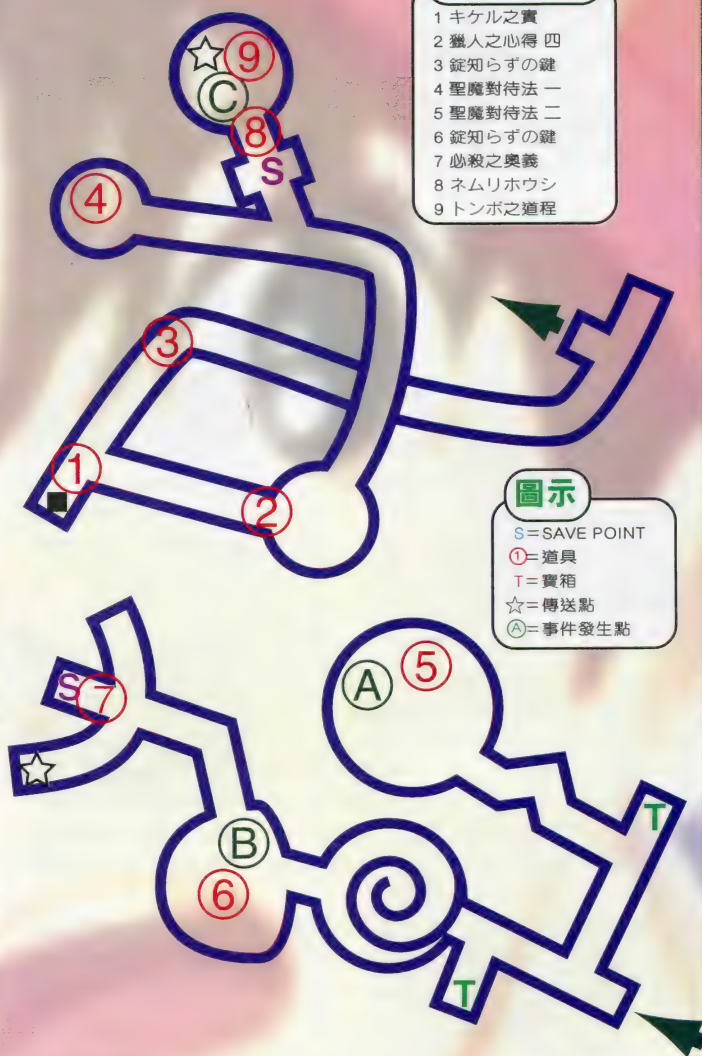 1 キケル之實
2 獵人之心得 四
3 錠知らずの鍵
4 聖魔對待法 一
5 聖魔對待法 二
6 錠知らずの鍵
7 必殺之奧義
8 ネムリホウシ
9 トンボ之道程
☆ 9
C
8
S
4
3
1
2
圖示
S=SAVE POINT
①=道具
T=寶箱
☆=傳送點
Ⓐ=事件發生點
S 7
A 5
☆
T
B
6
T